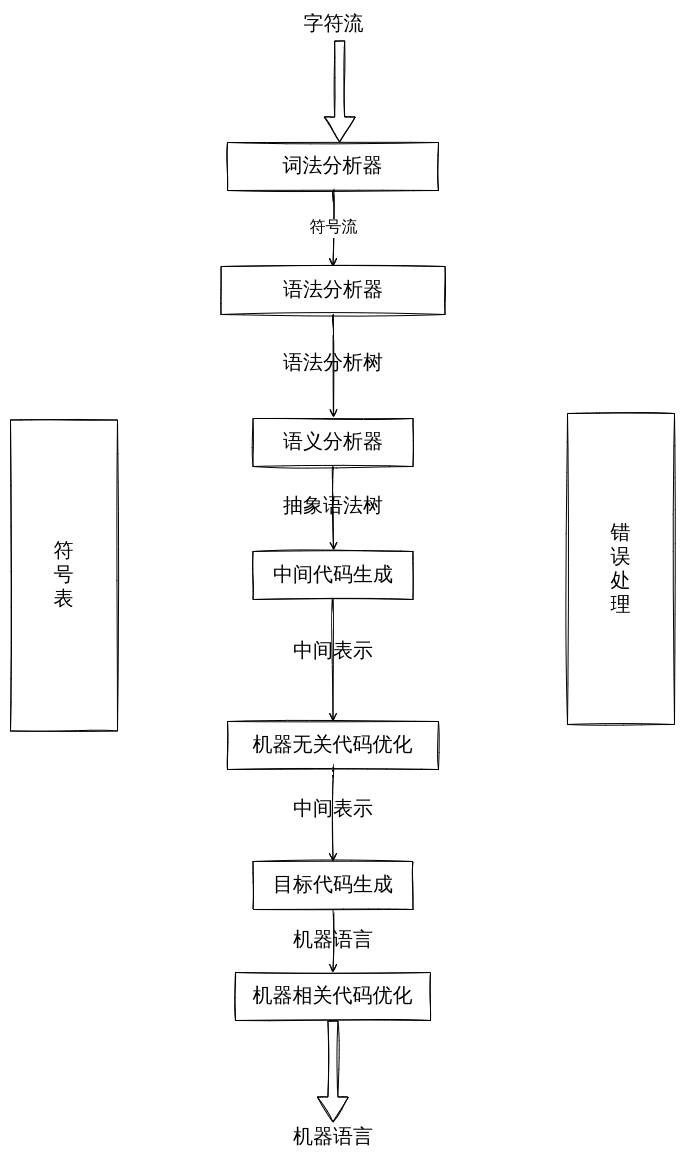 字符流
词法分析器
符号流
语法分析器
语法分析树
语义分析器
抽象语法树
中间代码生成
中间表示
机器无关代码优化
中间表示
目标代码生成
机器语言
机器相关代码优化
机器语言
符
号
表
错
误
处
理